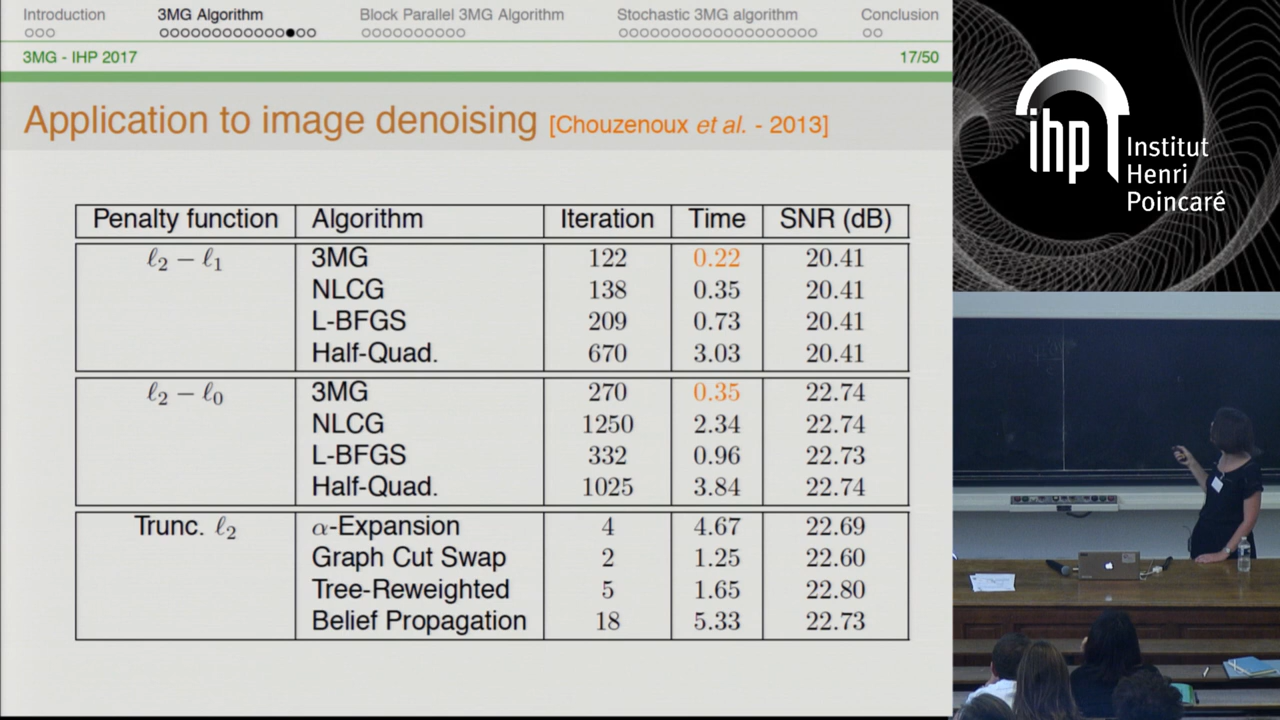 Introduction 3MG Algorithm Block Parallel 3MG Algorithm Stochastic 3MG algorithm Conclusion
3MG - IHP 2017 17/50
Application to image denoising [Chouzenoux et al. - 2013]
Penalty function Algorithm Iteration Time SNR (dB)
ℓ₂ − ℓ₁ 3MG 122 0.22 20.41
NLCG 138 0.35 20.41
L-BFGS 209 0.73 20.41
Half-Quad. 670 3.03 20.41
ℓ₂ − ℓ₀ 3MG 270 0.35 22.74
NLCG 1250 2.34 22.74
L-BFGS 332 0.96 22.73
Half-Quad. 1025 3.84 22.74
Trunc. ℓ₂ α-Expansion 4 4.67 22.69
Graph Cut Swap 2 1.25 22.60
Tree-Reweighted 5 1.65 22.80
Belief Propagation 18 5.33 22.73
ihp Institut
Henri
Poincaré